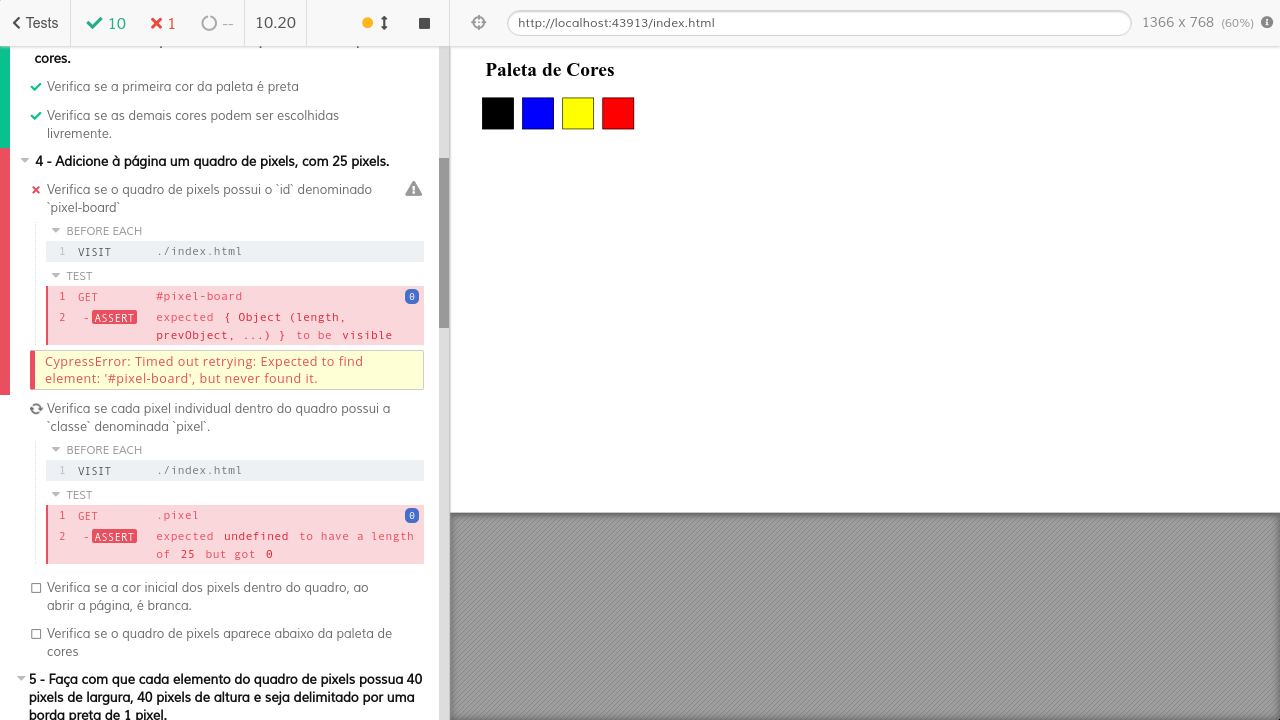 Tests
10
1
--
10.20
http://localhost:43913/index.html
1366 x 768 (60%)
cores.
Verifica se a primeira cor da paleta é preta
Verifica se as demais cores podem ser escolhidas
livremente.
4 - Adicione à página um quadro de pixels, com 25 pixels.
Verifica se o quadro de pixels possui o `id` denominado
`pixel-board`
BEFORE EACH
1 VISIT ./index.html
TEST
1 GET #pixel-board 0
2 -ASSERT expected { Object (length,
prevObject, ...) } to be visible
CypressError: Timed out retrying: Expected to find
element: '#pixel-board', but never found it.
Verifica se cada pixel individual dentro do quadro possui a
`classe` denominada `pixel`.
BEFORE EACH
1 VISIT ./index.html
TEST
1 GET .pixel 0
2 -ASSERT expected undefined to have a length
of 25 but got 0
Verifica se a cor inicial dos pixels dentro do quadro, ao
abrir a página, é branca.
Verifica se o quadro de pixels aparece abaixo da paleta de
cores
5 - Faça com que cada elemento do quadro de pixels possua 40
pixels de largura, 40 pixels de altura e seja delimitado por uma
borda preta de 1 pixel.
Paleta de Cores